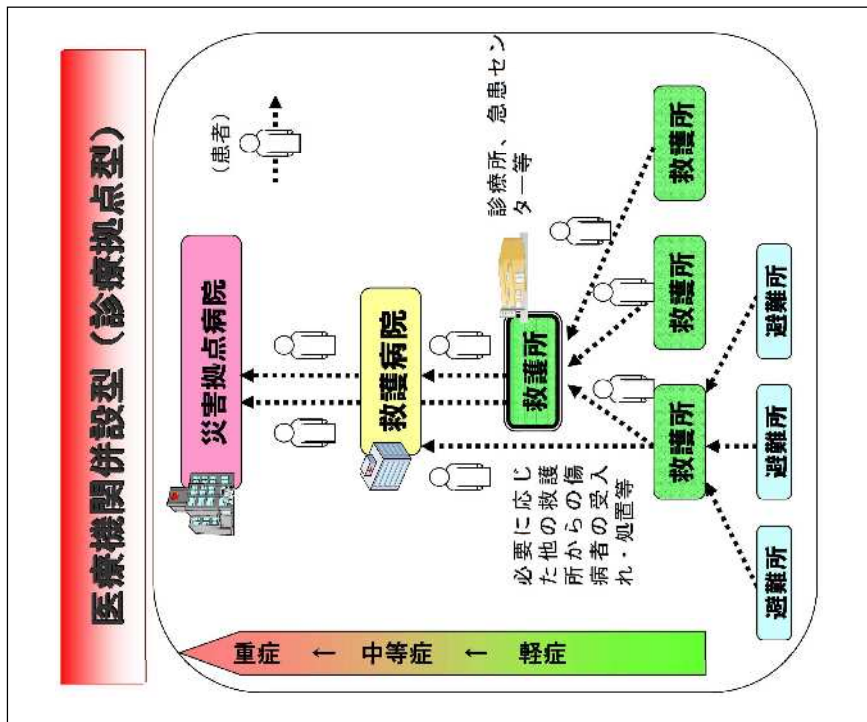 医療機関併設型（診療拠点型）
(患者)
災害拠点病院
救護病院
診療所、急患セン
ター等
救護所
必要に応じ
た他の救護
所からの傷
病者の受入
れ・処置等
救護所
救護所
救護所
避難所
避難所
避難所
重症 ← 中等症 ← 軽症